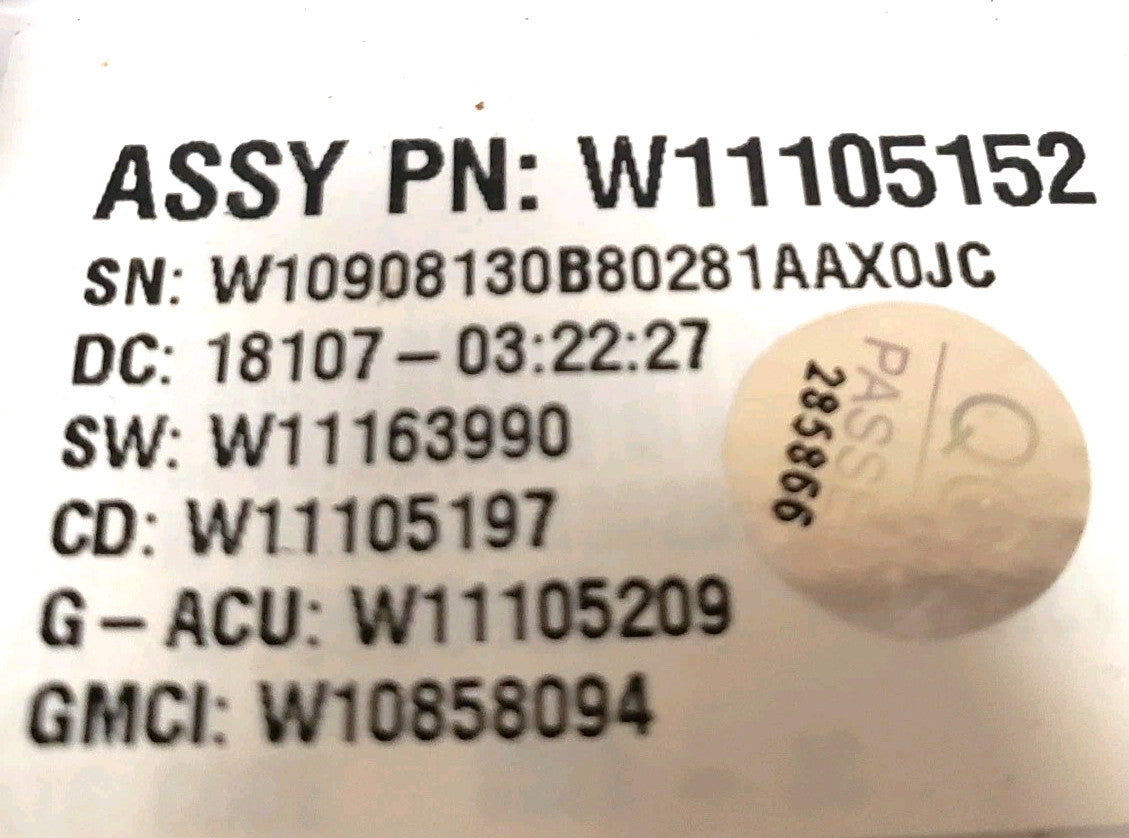 ASSY PN: W11105152
SN: W10908130B80281AAX0JC
DC: 18107-03:22:27
SW: W11163990
CD: W11105197
G-ACU: W11105209
GMCI: W10858094
QC
PASS
285866